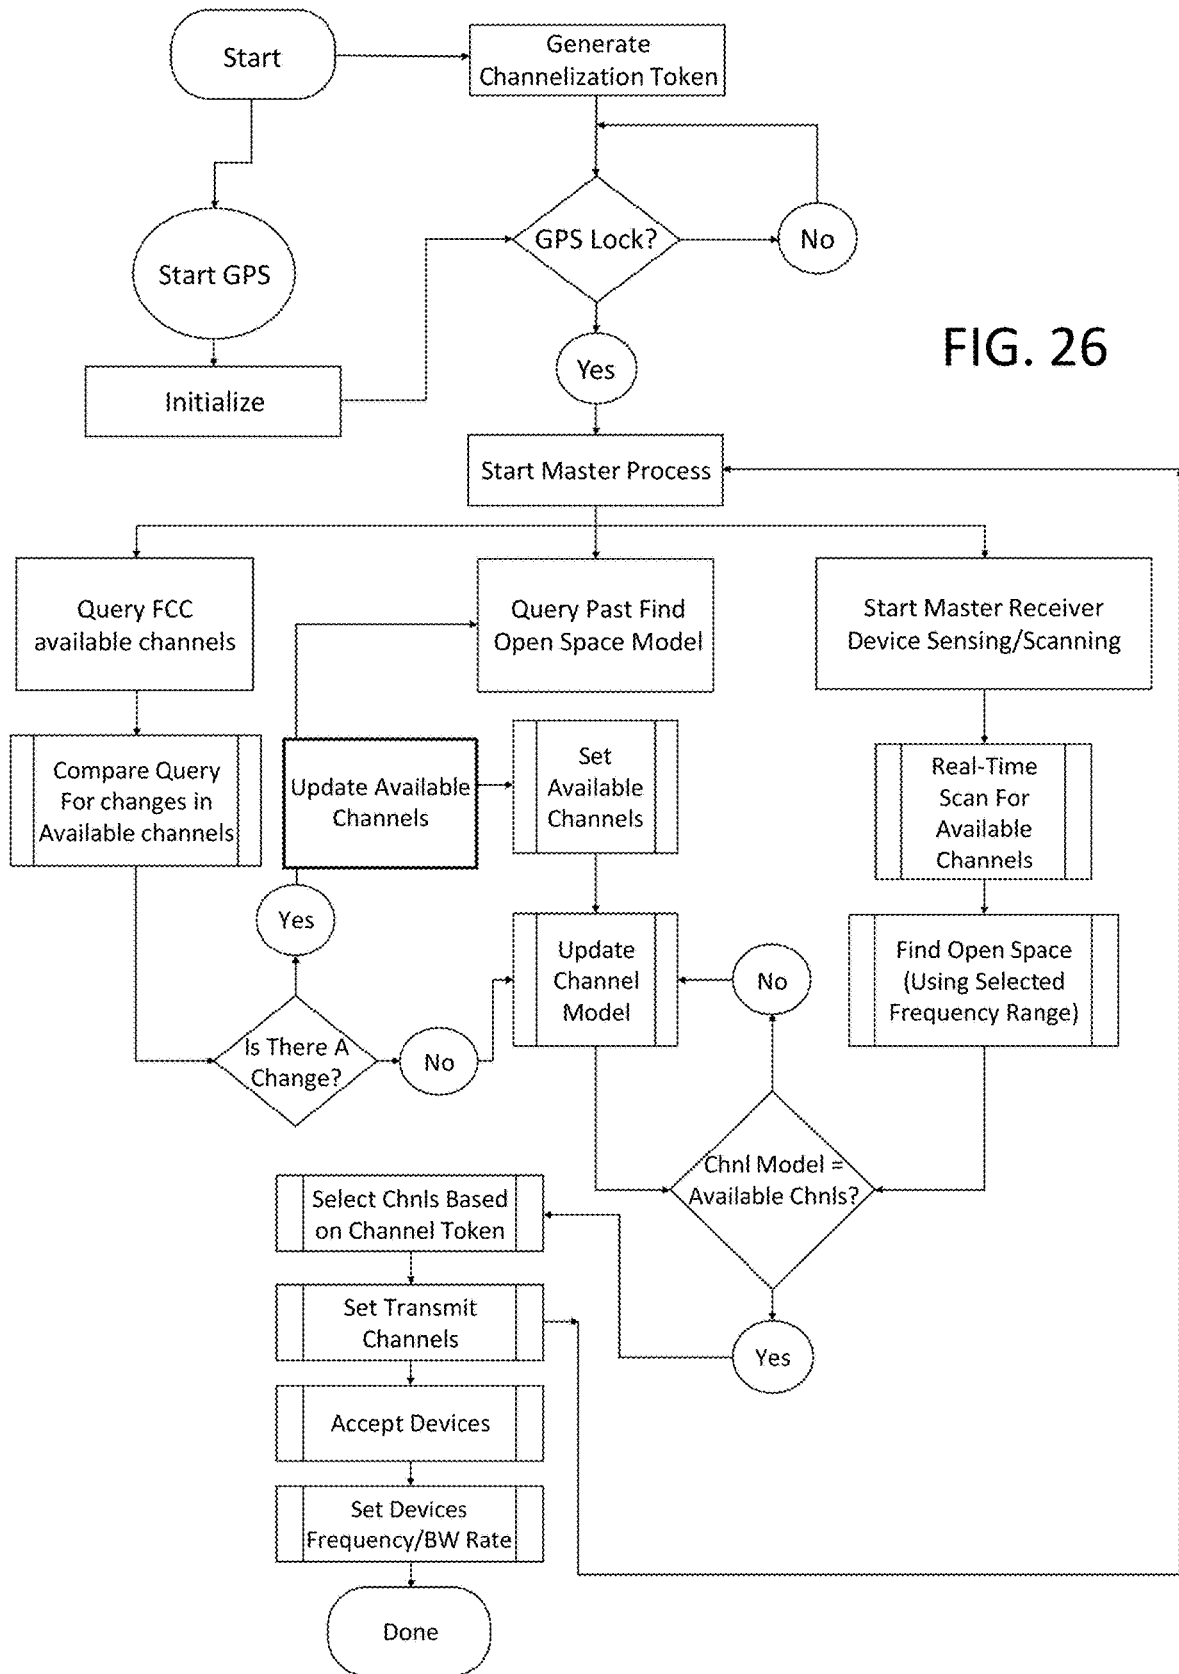 Start
Generate
Channelization Token
GPS Lock?
No
Start GPS
FIG. 26
Yes
Initialize
Start Master Process
Query FCC
available channels
Query Past Find
Open Space Model
Start Master Receiver
Device Sensing/Scanning
Compare Query
For changes in
Available channels
Update Available
Channels
Set
Available
Channels
Real-Time
Scan For
Available
Channels
Yes
Update
Channel
Model
No
Find Open Space
(Using Selected
Frequency Range)
Is There A
Change?
No
Chnl Model =
Available Chnls?
Select Chnls Based
on Channel Token
Set Transmit
Channels
Yes
Accept Devices
Set Devices
Frequency/BW Rate
Done